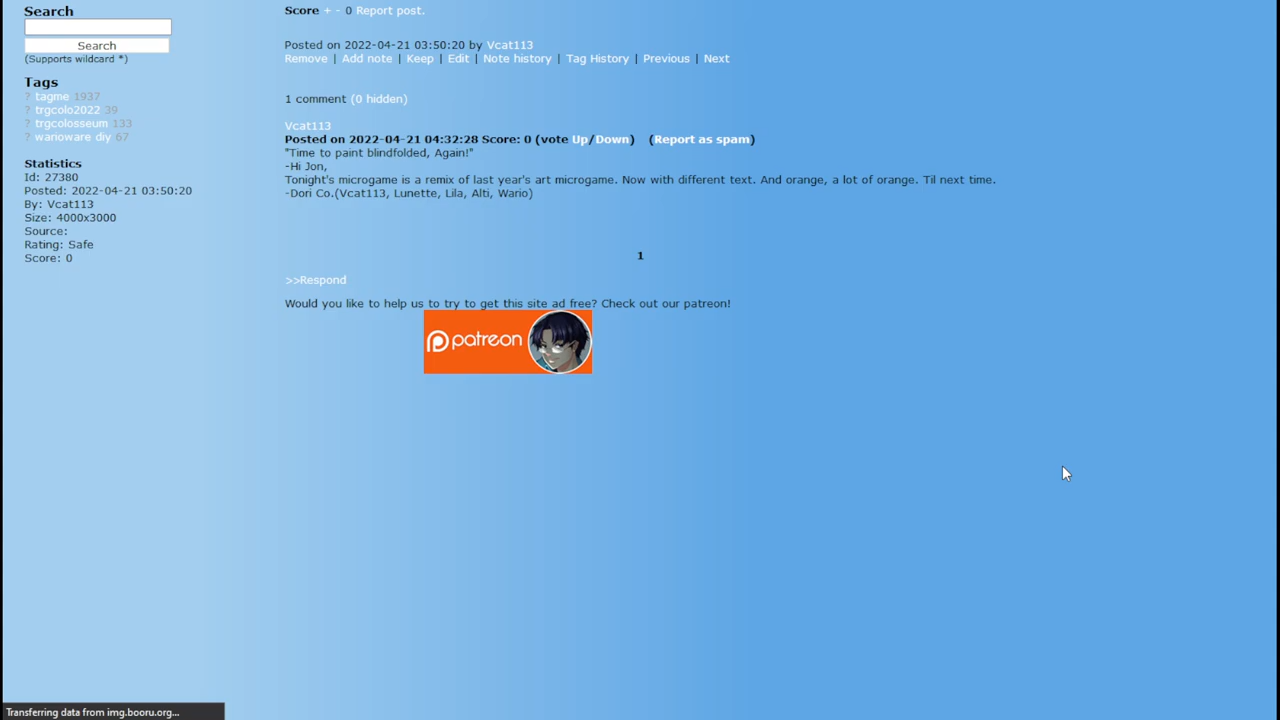 Search
Search
(Supports wildcard *)
Tags
? tagme 1937
? trgcolo2022 39
? trgcolosseum 133
? warioware diy 67
Statistics
Id: 27380
Posted: 2022-04-21 03:50:20
By: Vcat113
Size: 4000x3000
Source:
Rating: Safe
Score: 0
Score + - 0 Report post.
Posted on 2022-04-21 03:50:20 by Vcat113
Remove | Add note | Keep | Edit | Note history | Tag History | Previous | Next
1 comment (0 hidden)
Vcat113
Posted on 2022-04-21 04:32:28 Score: 0 (vote Up/Down) (Report as spam)
"Time to paint blindfolded, Again!"
-Hi Jon,
Tonight's microgame is a remix of last year's art microgame. Now with different text. And orange, a lot of orange. Til next time.
-Dori Co.(Vcat113, Lunette, Lila, Alti, Wario)
1
>>Respond
Would you like to help us to try to get this site ad free? Check out our patreon!
patreon
Transferring data from img.booru.org...